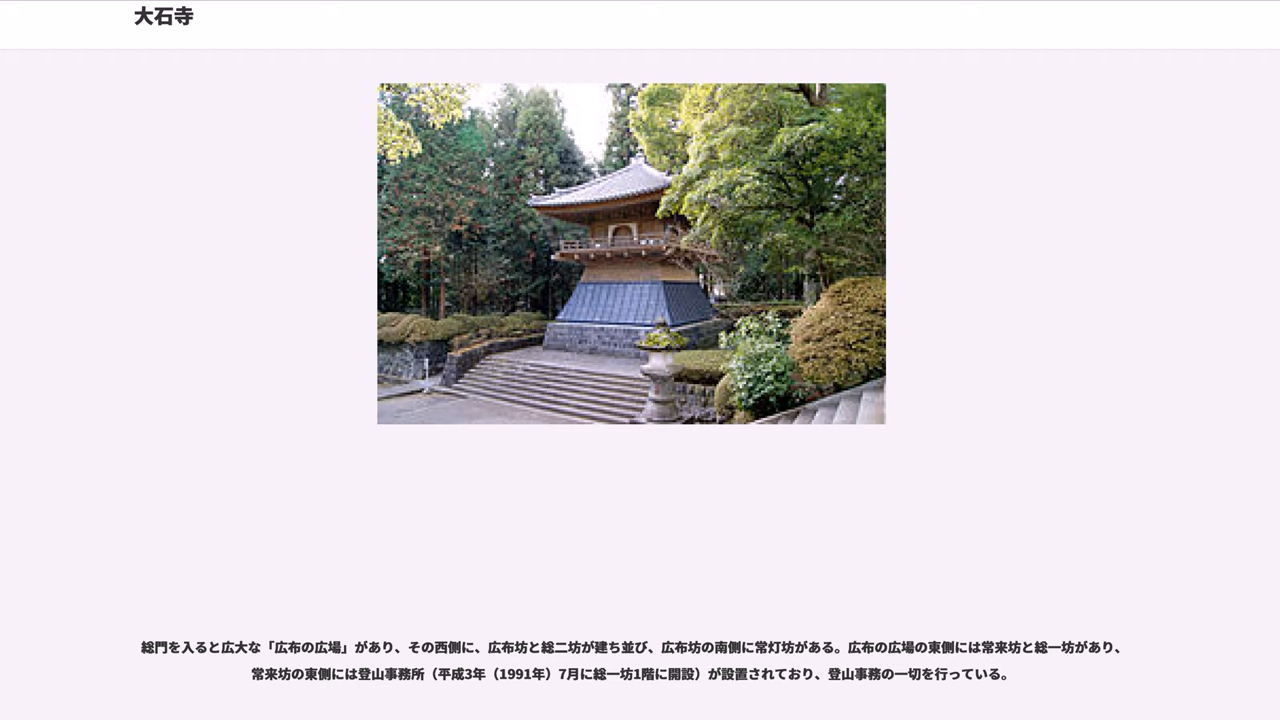 大石寺
総門を入ると広大な「広布の広場」があり、その西側に、広布坊と総二坊が建ち並び、広布坊の南側に常灯坊がある。広布の広場の東側には常来坊と総一坊があり、
常来坊の東側には登山事務所（平成3年（1991年）7月に総一坊1階に開設）が設置されており、登山事務の一切を行っている。